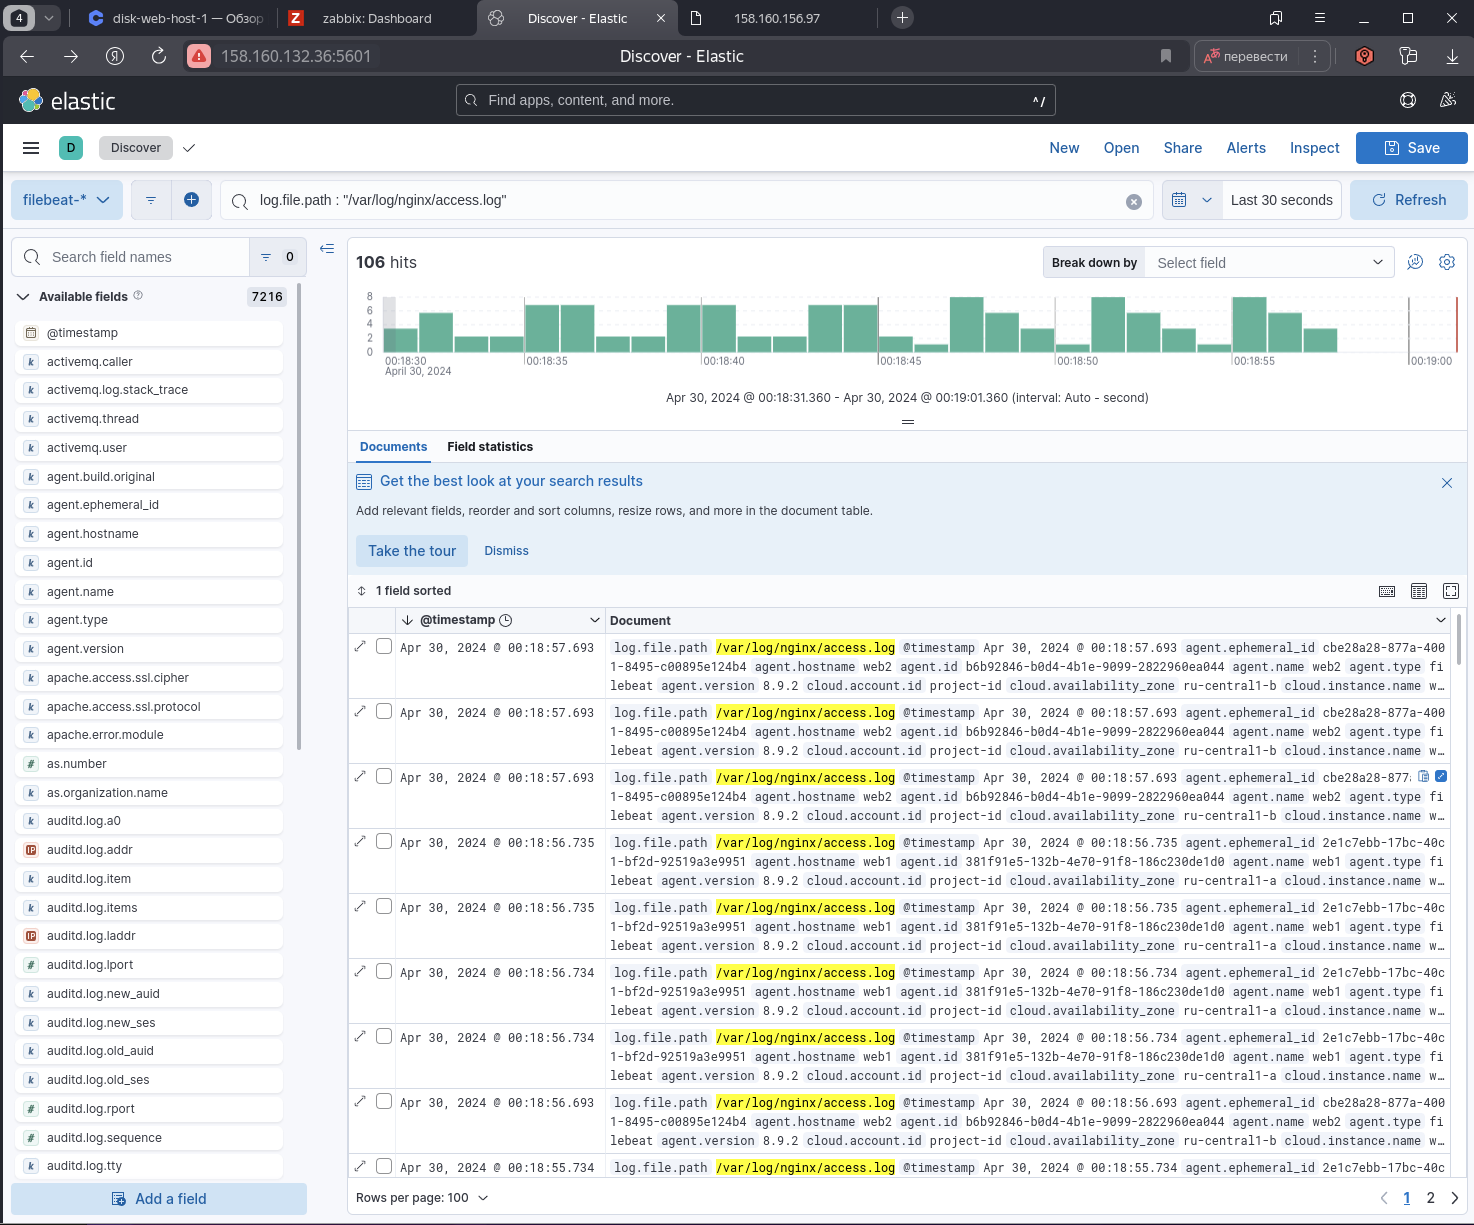 4
disk-web-host-1 — Обзор
Z
zabbix: Dashboard
Discover - Elastic
158.160.156.97
158.160.132.36:5601
Discover - Elastic
перевести
elastic
Find apps, content, and more.
^/
D
Discover
New
Open
Share
Alerts
Inspect
Save
filebeat-*
log.file.path : "/var/log/nginx/access.log"
Last 30 seconds
Refresh
Search field names
0
Available fields
7216
@timestamp
k activemq.caller
k activemq.log.stack_trace
k activemq.thread
k activemq.user
k agent.build.original
k agent.ephemeral_id
k agent.hostname
k agent.id
k agent.name
k agent.type
k agent.version
k apache.access.ssl.cipher
k apache.access.ssl.protocol
k apache.error.module
# as.number
k as.organization.name
k auditd.log.a0
IP auditd.log.addr
k auditd.log.item
k auditd.log.items
IP auditd.log.laddr
# auditd.log.lport
k auditd.log.new_auid
k auditd.log.new_ses
k auditd.log.old_auid
k auditd.log.old_ses
# auditd.log.rport
# auditd.log.sequence
k auditd.log.tty
Add a field
106 hits
Break down by
Select field
8
6
4
2
0
00:18:30
April 30, 2024
00:18:35
00:18:40
00:18:45
00:18:50
00:18:55
00:19:00
Apr 30, 2024 @ 00:18:31.360 - Apr 30, 2024 @ 00:19:01.360 (interval: Auto - second)
Documents
Field statistics
Get the best look at your search results
Add relevant fields, reorder and sort columns, resize rows, and more in the document table.
Take the tour
Dismiss
1 field sorted
@timestamp
Document
Apr 30, 2024 @ 00:18:57.693
log.file.path /var/log/nginx/access.log @timestamp Apr 30, 2024 @ 00:18:57.693 agent.ephemeral_id cbe28a28-877a-400
1-8495-c00895e124b4 agent.hostname web2 agent.id b6b92846-b0d4-4b1e-9099-2822960ea044 agent.name web2 agent.type fi
lebeat agent.version 8.9.2 cloud.account.id project-id cloud.availability_zone ru-central1-b cloud.instance.name w…
Apr 30, 2024 @ 00:18:57.693
log.file.path /var/log/nginx/access.log @timestamp Apr 30, 2024 @ 00:18:57.693 agent.ephemeral_id cbe28a28-877a-400
1-8495-c00895e124b4 agent.hostname web2 agent.id b6b92846-b0d4-4b1e-9099-2822960ea044 agent.name web2 agent.type fi
lebeat agent.version 8.9.2 cloud.account.id project-id cloud.availability_zone ru-central1-b cloud.instance.name w…
Apr 30, 2024 @ 00:18:57.693
log.file.path /var/log/nginx/access.log @timestamp Apr 30, 2024 @ 00:18:57.693 agent.ephemeral_id cbe28a28-877
1-8495-c00895e124b4 agent.hostname web2 agent.id b6b92846-b0d4-4b1e-9099-2822960ea044 agent.name web2 agent.type fi
lebeat agent.version 8.9.2 cloud.account.id project-id cloud.availability_zone ru-central1-b cloud.instance.name w…
Apr 30, 2024 @ 00:18:56.735
log.file.path /var/log/nginx/access.log @timestamp Apr 30, 2024 @ 00:18:56.735 agent.ephemeral_id 2e1c7ebb-17bc-40c
1-bf2d-92519a3e9951 agent.hostname web1 agent.id 381f91e5-132b-4e70-91f8-186c230de1d0 agent.name web1 agent.type fi
lebeat agent.version 8.9.2 cloud.account.id project-id cloud.availability_zone ru-central1-a cloud.instance.name w…
Apr 30, 2024 @ 00:18:56.735
log.file.path /var/log/nginx/access.log @timestamp Apr 30, 2024 @ 00:18:56.735 agent.ephemeral_id 2e1c7ebb-17bc-40c
1-bf2d-92519a3e9951 agent.hostname web1 agent.id 381f91e5-132b-4e70-91f8-186c230de1d0 agent.name web1 agent.type fi
lebeat agent.version 8.9.2 cloud.account.id project-id cloud.availability_zone ru-central1-a cloud.instance.name w…
Apr 30, 2024 @ 00:18:56.734
log.file.path /var/log/nginx/access.log @timestamp Apr 30, 2024 @ 00:18:56.734 agent.ephemeral_id 2e1c7ebb-17bc-40c
1-bf2d-92519a3e9951 agent.hostname web1 agent.id 381f91e5-132b-4e70-91f8-186c230de1d0 agent.name web1 agent.type fi
lebeat agent.version 8.9.2 cloud.account.id project-id cloud.availability_zone ru-central1-a cloud.instance.name w…
Apr 30, 2024 @ 00:18:56.734
log.file.path /var/log/nginx/access.log @timestamp Apr 30, 2024 @ 00:18:56.734 agent.ephemeral_id 2e1c7ebb-17bc-40c
1-bf2d-92519a3e9951 agent.hostname web1 agent.id 381f91e5-132b-4e70-91f8-186c230de1d0 agent.name web1 agent.type fi
lebeat agent.version 8.9.2 cloud.account.id project-id cloud.availability_zone ru-central1-a cloud.instance.name w…
Apr 30, 2024 @ 00:18:56.693
log.file.path /var/log/nginx/access.log @timestamp Apr 30, 2024 @ 00:18:56.693 agent.ephemeral_id cbe28a28-877a-400
1-8495-c00895e124b4 agent.hostname web2 agent.id b6b92846-b0d4-4b1e-9099-2822960ea044 agent.name web2 agent.type fi
lebeat agent.version 8.9.2 cloud.account.id project-id cloud.availability_zone ru-central1-b cloud.instance.name w…
Apr 30, 2024 @ 00:18:55.734
log.file.path /var/log/nginx/access.log @timestamp Apr 30, 2024 @ 00:18:55.734 agent.ephemeral_id 2e1c7ebb-17bc-40c
Rows per page: 100
1
2